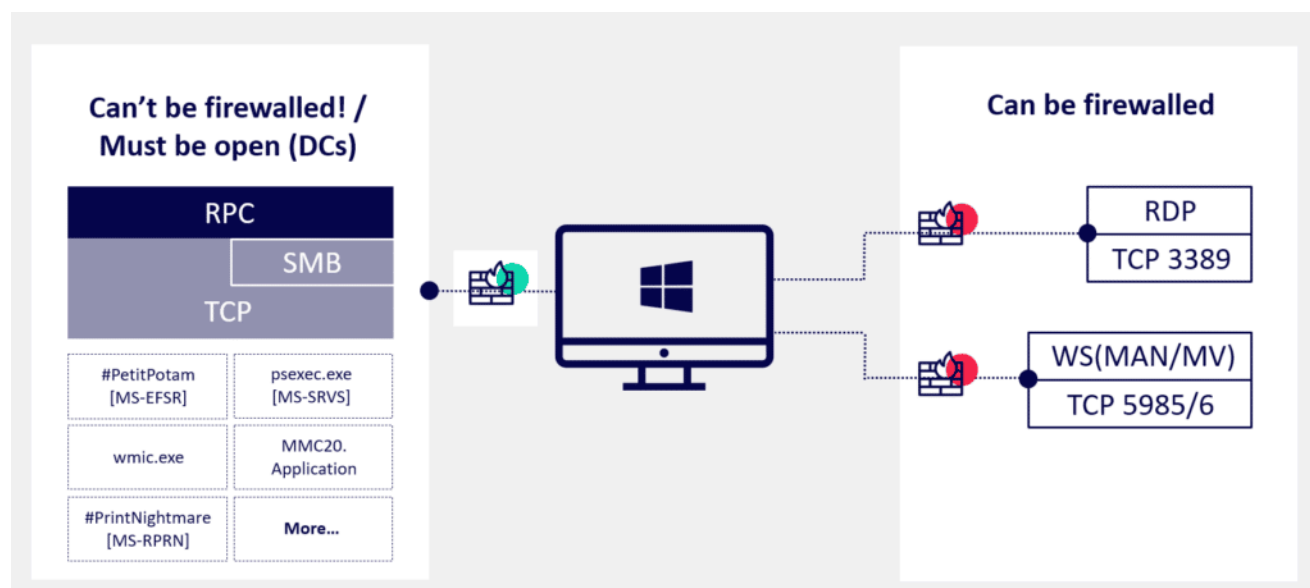 Can't be firewalled! /
Must be open (DCs)
RPC
SMB
TCP
#PetitPotam
[MS-EFSR]
psexec.exe
[MS-SRVS]
wmic.exe
MMC20.
Application
#PrintNightmare
[MS-RPRN]
More...
Can be firewalled
RDP
TCP 3389
WS(MAN/MV)
TCP 5985/6